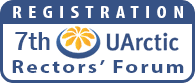 REGISTRATION
7th UArctic
Rectors' Forum